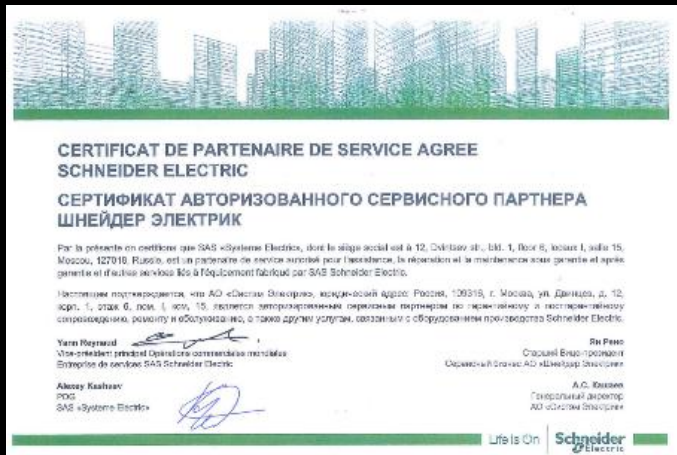 CERTIFICAT DE PARTENAIRE DE SERVICE AGREE
SCHNEIDER ELECTRIC
СЕРТИФИКАТ АВТОРИЗОВАННОГО СЕРВИСНОГО ПАРТНЕРА
ШНЕЙДЕР ЭЛЕКТРИК
Par la présente on certifions que SAS «Systeme Electric», dont le siège social est à 12, Dvintsev str., bld. 1, floor 6, locaux I, salle 15,
Moscou, 127018, Russie, est un partenaire de service autorisé pour l'assistance, la réparation et la maintenance sous garantie et après
garantie et d'autres services liés à l'équipement fabriqué par SAS Schneider Electric.
Настоящим подтверждается, что АО «Систэм Электрик», юридический адрес: Россия, г. Москва, ул. Двинцев, д. 12,
корп. 1, этаж 6, пом. I, ком. 15, является авторизированным сервисным партнером по гарантийному и постгарантийному
сопровождению, ремонту и обслуживанию, а также другим услугам, связанным с оборудованием производства Schneider Electric.
Yann Reynaud
Vice-président principal Opérations commerciales mondiales
Entreprise de services SAS Schneider Electric
Ян Рено
Старший Вице-президент
Сервисный бизнес АО «Шнейдер Электрик»
Alexey Kashaev
PDG
SAS «Systeme Electric»
А.С. Кашаев
Генеральный директор
АО «Систэм Электрик»
Life Is On
Schneider
Electric